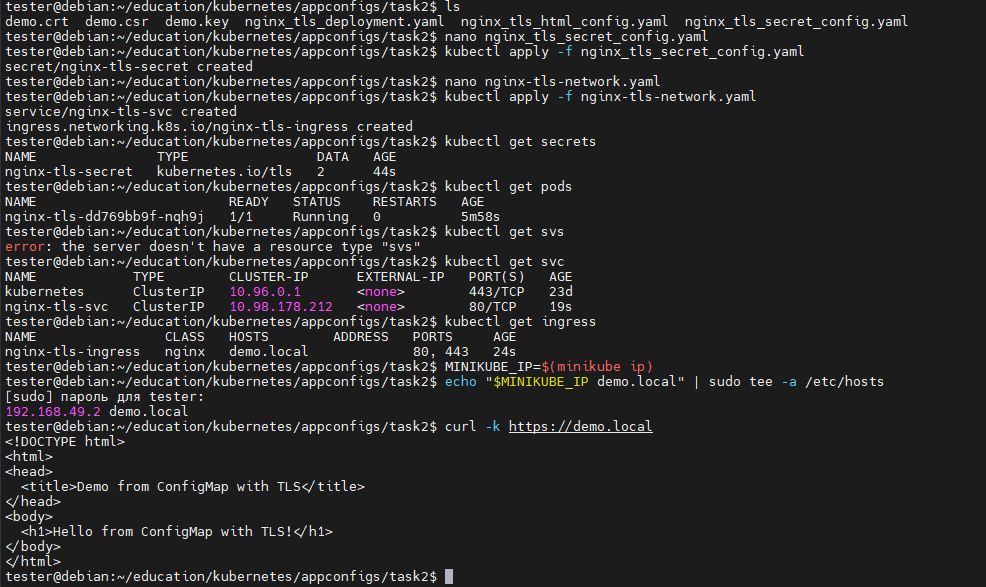 tester@debian:~/education/kubernetes/appconfigs/task2$ ls
demo.crt  demo.csr  demo.key  nginx_tls_deployment.yaml  nginx_tls_html_config.yaml  nginx_tls_secret_config.yaml
tester@debian:~/education/kubernetes/appconfigs/task2$ nano nginx_tls_secret_config.yaml
tester@debian:~/education/kubernetes/appconfigs/task2$ kubectl apply -f nginx_tls_secret_config.yaml
secret/nginx-tls-secret created
tester@debian:~/education/kubernetes/appconfigs/task2$ nano nginx-tls-network.yaml
tester@debian:~/education/kubernetes/appconfigs/task2$ kubectl apply -f nginx-tls-network.yaml
service/nginx-tls-svc created
ingress.networking.k8s.io/nginx-tls-ingress created
tester@debian:~/education/kubernetes/appconfigs/task2$ kubectl get secrets
NAME               TYPE                DATA   AGE
nginx-tls-secret   kubernetes.io/tls   2      44s
tester@debian:~/education/kubernetes/appconfigs/task2$ kubectl get pods
NAME                        READY   STATUS    RESTARTS   AGE
nginx-tls-dd769bb9f-nqh9j   1/1     Running   0          5m58s
tester@debian:~/education/kubernetes/appconfigs/task2$ kubectl get svs
error: the server doesn't have a resource type "svs"
tester@debian:~/education/kubernetes/appconfigs/task2$ kubectl get svc
NAME            TYPE        CLUSTER-IP      EXTERNAL-IP   PORT(S)   AGE
kubernetes      ClusterIP   10.96.0.1       <none>        443/TCP   23d
nginx-tls-svc   ClusterIP   10.98.178.212   <none>        80/TCP    19s
tester@debian:~/education/kubernetes/appconfigs/task2$ kubectl get ingress
NAME                CLASS   HOSTS        ADDRESS   PORTS     AGE
nginx-tls-ingress   nginx   demo.local             80, 443   24s
tester@debian:~/education/kubernetes/appconfigs/task2$ MINIKUBE_IP=$(minikube ip)
tester@debian:~/education/kubernetes/appconfigs/task2$ echo "$MINIKUBE_IP demo.local" | sudo tee -a /etc/hosts
[sudo] пароль для tester:
192.168.49.2 demo.local
tester@debian:~/education/kubernetes/appconfigs/task2$ curl -k https://demo.local
<!DOCTYPE html>
<html>
<head>
  <title>Demo from ConfigMap with TLS</title>
</head>
<body>
  <h1>Hello from ConfigMap with TLS!</h1>
</body>
</html>
tester@debian:~/education/kubernetes/appconfigs/task2$